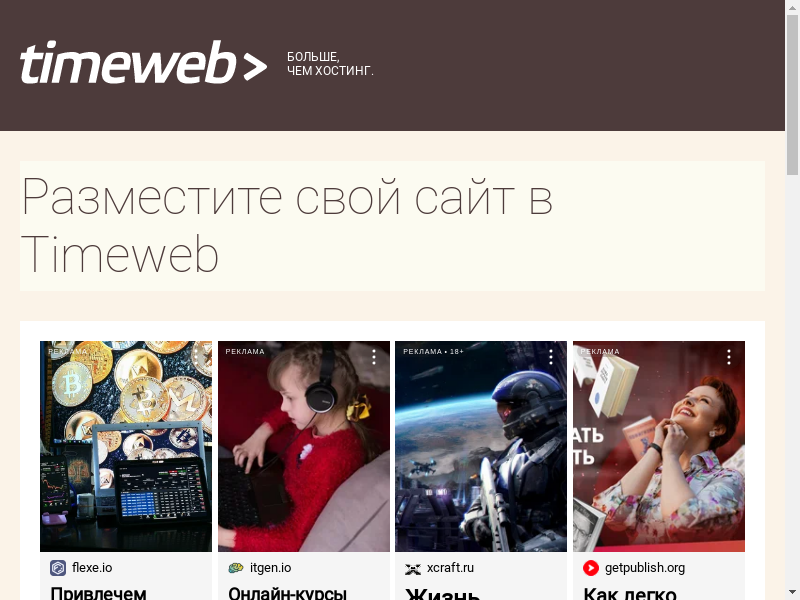 timeweb>
БОЛЬШЕ,
ЧЕМ ХОСТИНГ.
Разместите свой сайт в
Timeweb
РЕКЛАМА
РЕКЛАМА
РЕКЛАМА • 18+
РЕКЛАМА
АТЬ
ТЬ
flexe.io
itgen.io
xcraft.ru
getpublish.org
Привлечем
Онлайн-курсы
Жизнь
Как легко